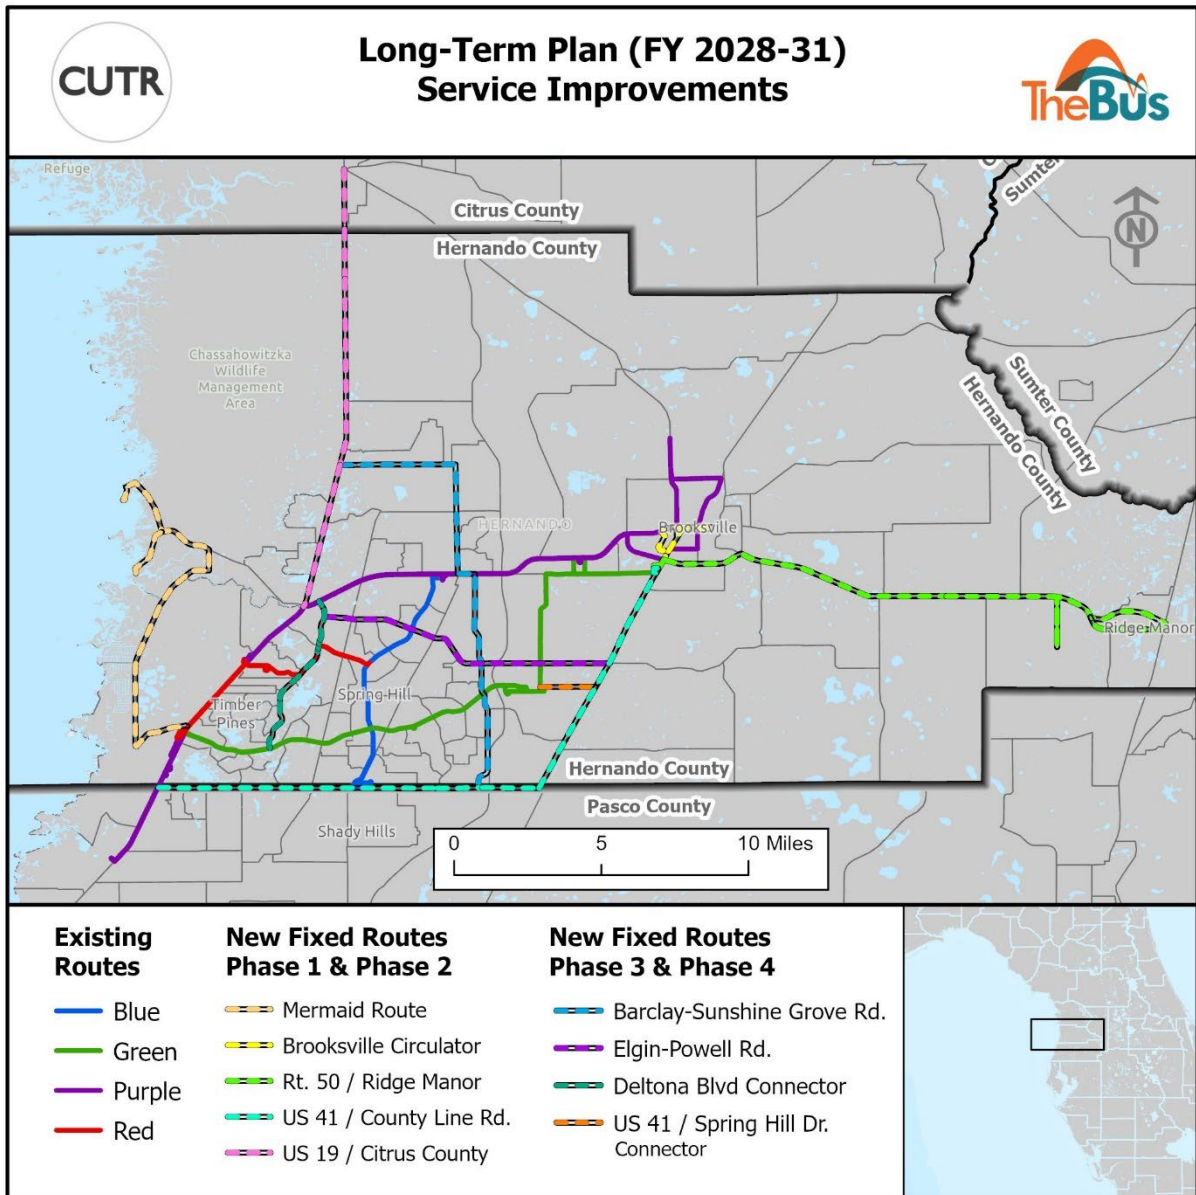 CUTR
Long-Term Plan (FY 2028-31)
Service Improvements
TheBus
Refuge
Citrus County
Hernando County
Sumter
N
Chassahowitzka
Wildlife
Management
Area
Sumter County
Hernando County
HERNANDO
Brooksville
Ridge Manor
Spring Hill
Timber
Pines
Hernando County
Pasco County
Shady Hills
0 5 10 Miles
Existing
Routes
Blue
Green
Purple
Red
New Fixed Routes
Phase 1 & Phase 2
Mermaid Route
Brooksville Circulator
Rt. 50 / Ridge Manor
US 41 / County Line Rd.
US 19 / Citrus County
New Fixed Routes
Phase 3 & Phase 4
Barclay-Sunshine Grove Rd.
Elgin-Powell Rd.
Deltona Blvd Connector
US 41 / Spring Hill Dr.
Connector